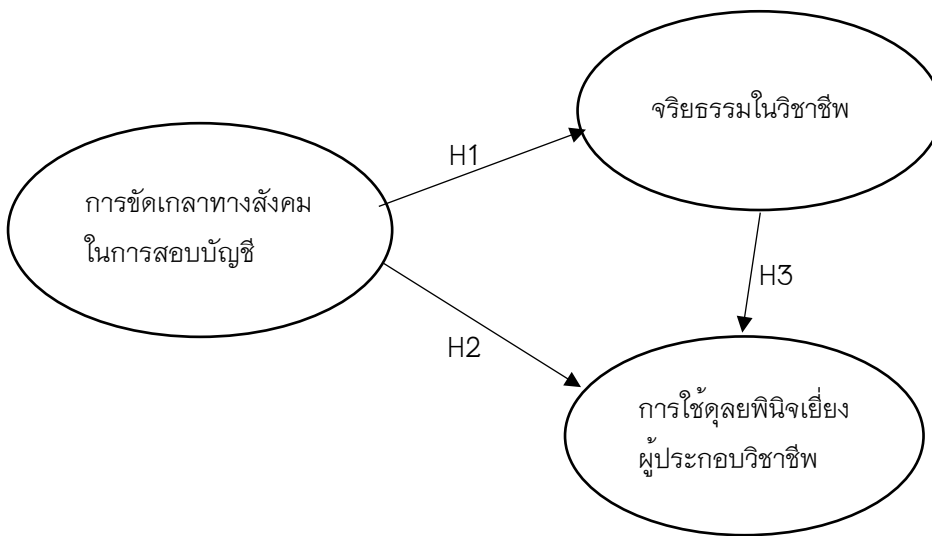 จริยธรรมในวิชาชีพ
H1
การขัดเกลาทางสังคม
ในการสอบบัญชี
H3
H2
การใช้ดุลยพินิจเยี่ยง
ผู้ประกอบวิชาชีพ